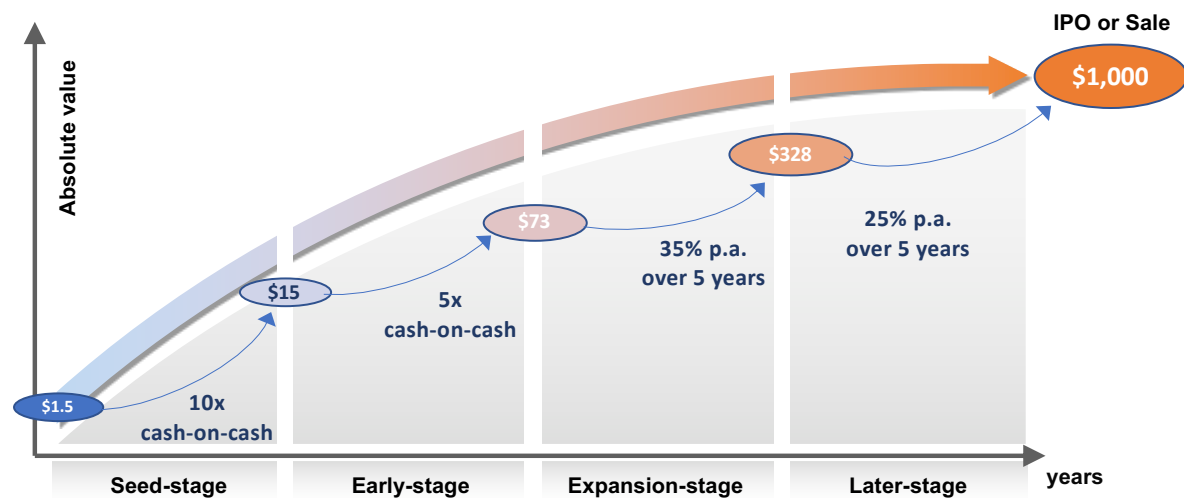 IPO or Sale
$1,000
Absolute value
$328
$73
25% p.a.
over 5 years
35% p.a.
over 5 years
$15
5x
cash-on-cash
$1.5
10x
cash-on-cash
years
Seed-stage
Early-stage
Expansion-stage
Later-stage